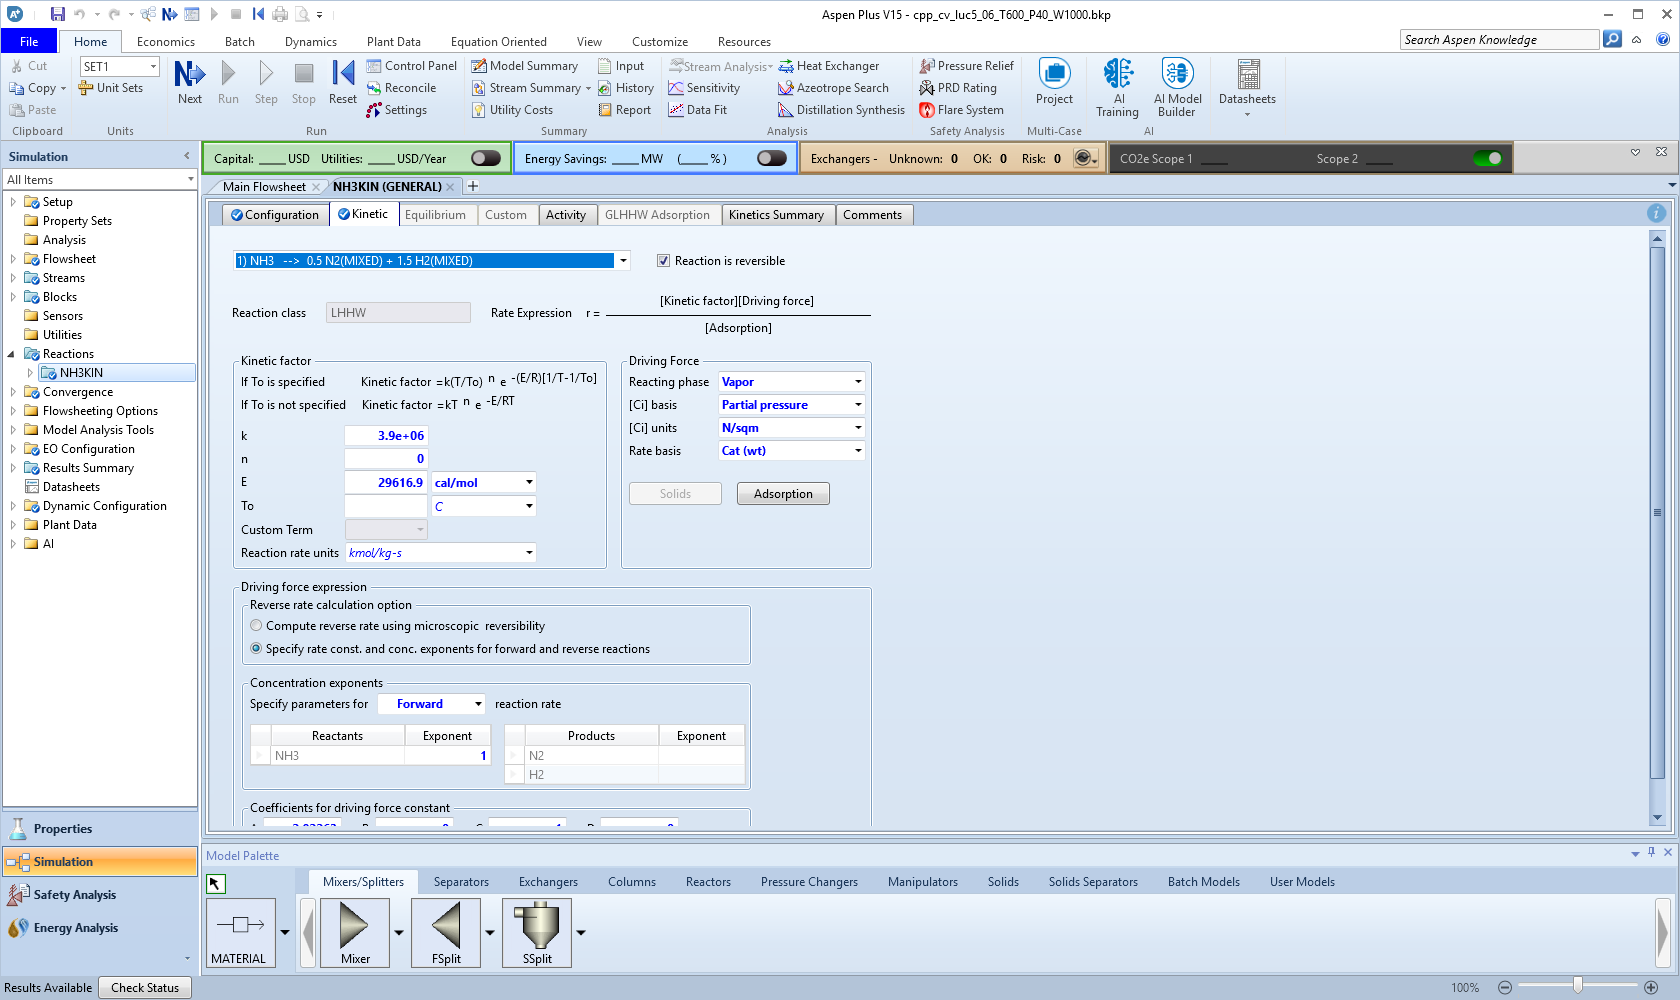 Aspen Plus V15 - cpp_cv_luc5_06_T600_P40_W1000.bkp
File Home Economics Batch Dynamics Plant Data Equation Oriented View Customize Resources Search Aspen Knowledge
Cut
Copy
Paste
Clipboard
SET1
Unit Sets
Units
Next Run Step Stop Reset
Control Panel
Reconcile
Settings
Run
Model Summary Input
Stream Summary History
Utility Costs Report
Summary
Stream Analysis Heat Exchanger
Sensitivity Azeotrope Search
Data Fit Distillation Synthesis
Analysis
Pressure Relief
PRD Rating
Flare System
Safety Analysis
Project
Multi-Case
AI Training
AI Model Builder
AI
Datasheets
Simulation
All Items
Capital: ____ USD Utilities: ____ USD/Year
Energy Savings: ____ MW (____ %)
Exchangers - Unknown: 0 OK: 0 Risk: 0
CO2e Scope 1 ____ Scope 2 ____
Main Flowsheet NH3KIN (GENERAL)
Setup
Property Sets
Analysis
Flowsheet
Streams
Blocks
Sensors
Utilities
Reactions
NH3KIN
Convergence
Flowsheeting Options
Model Analysis Tools
EO Configuration
Results Summary
Datasheets
Dynamic Configuration
Plant Data
AI
Properties
Simulation
Safety Analysis
Energy Analysis
Configuration Kinetic Equilibrium Custom Activity GLHHW Adsorption Kinetics Summary Comments
1) NH3 --> 0.5 N2(MIXED) + 1.5 H2(MIXED)
Reaction is reversible
Reaction class LHHW Rate Expression r = [Kinetic factor][Driving force]
[Adsorption]
Kinetic factor
If To is specified Kinetic factor =k(T/To) n e -(E/R)[1/T-1/To]
If To is not specified Kinetic factor =kT n e -E/RT
k 3.9e+06
n 0
E 29616.9 cal/mol
To C
Custom Term
Reaction rate units kmol/kg-s
Driving Force
Reacting phase Vapor
[Ci] basis Partial pressure
[Ci] units N/sqm
Rate basis Cat (wt)
Solids Adsorption
Driving force expression
Reverse rate calculation option
Compute reverse rate using microscopic reversibility
Specify rate const. and conc. exponents for forward and reverse reactions
Concentration exponents
Specify parameters for Forward reaction rate
Reactants Exponent
NH3 1
Products Exponent
N2
H2
Coefficients for driving force constant
Model Palette
Mixers/Splitters Separators Exchangers Columns Reactors Pressure Changers Manipulators Solids Solids Separators Batch Models User Models
MATERIAL Mixer FSplit SSplit
Results Available Check Status 100%